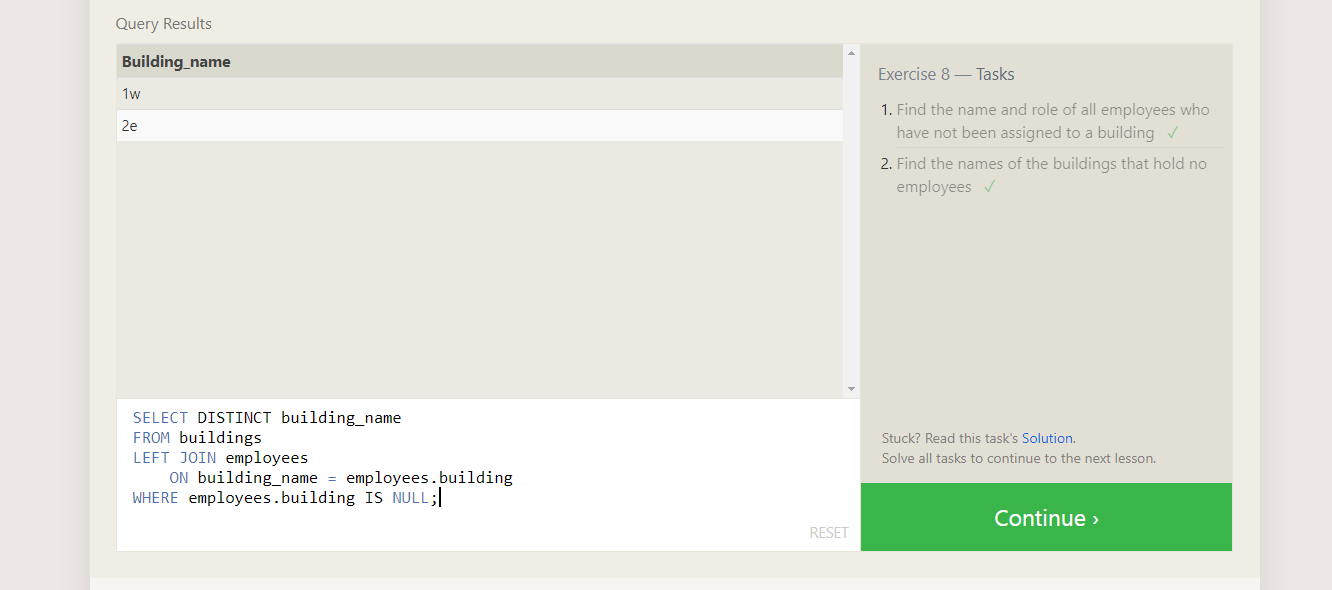 Query Results
Building_name
1w
2e
Exercise 8 — Tasks
1. Find the name and role of all employees who
have not been assigned to a building ✓
2. Find the names of the buildings that hold no
employees ✓
SELECT DISTINCT building_name
FROM buildings
LEFT JOIN employees
    ON building_name = employees.building
WHERE employees.building IS NULL;
RESET
Stuck? Read this task's Solution.
Solve all tasks to continue to the next lesson.
Continue ›